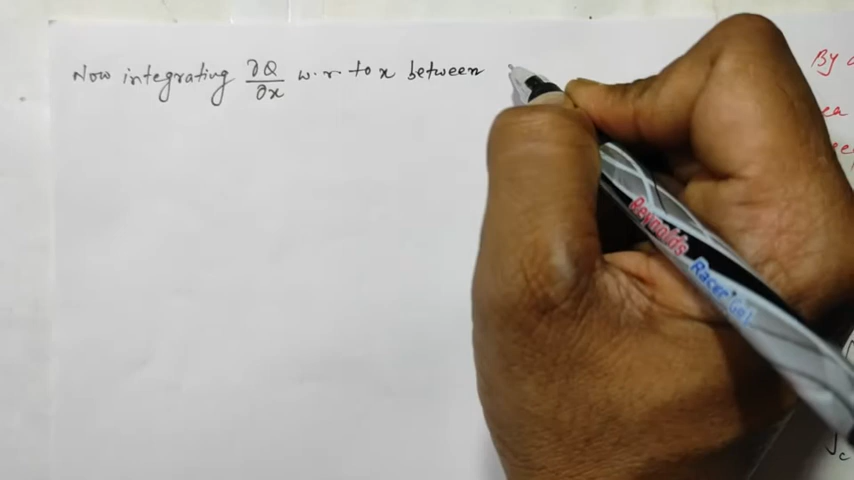 Now integrating ∂Q/∂x w.r. to x between
By
Reynolds Racer Gel